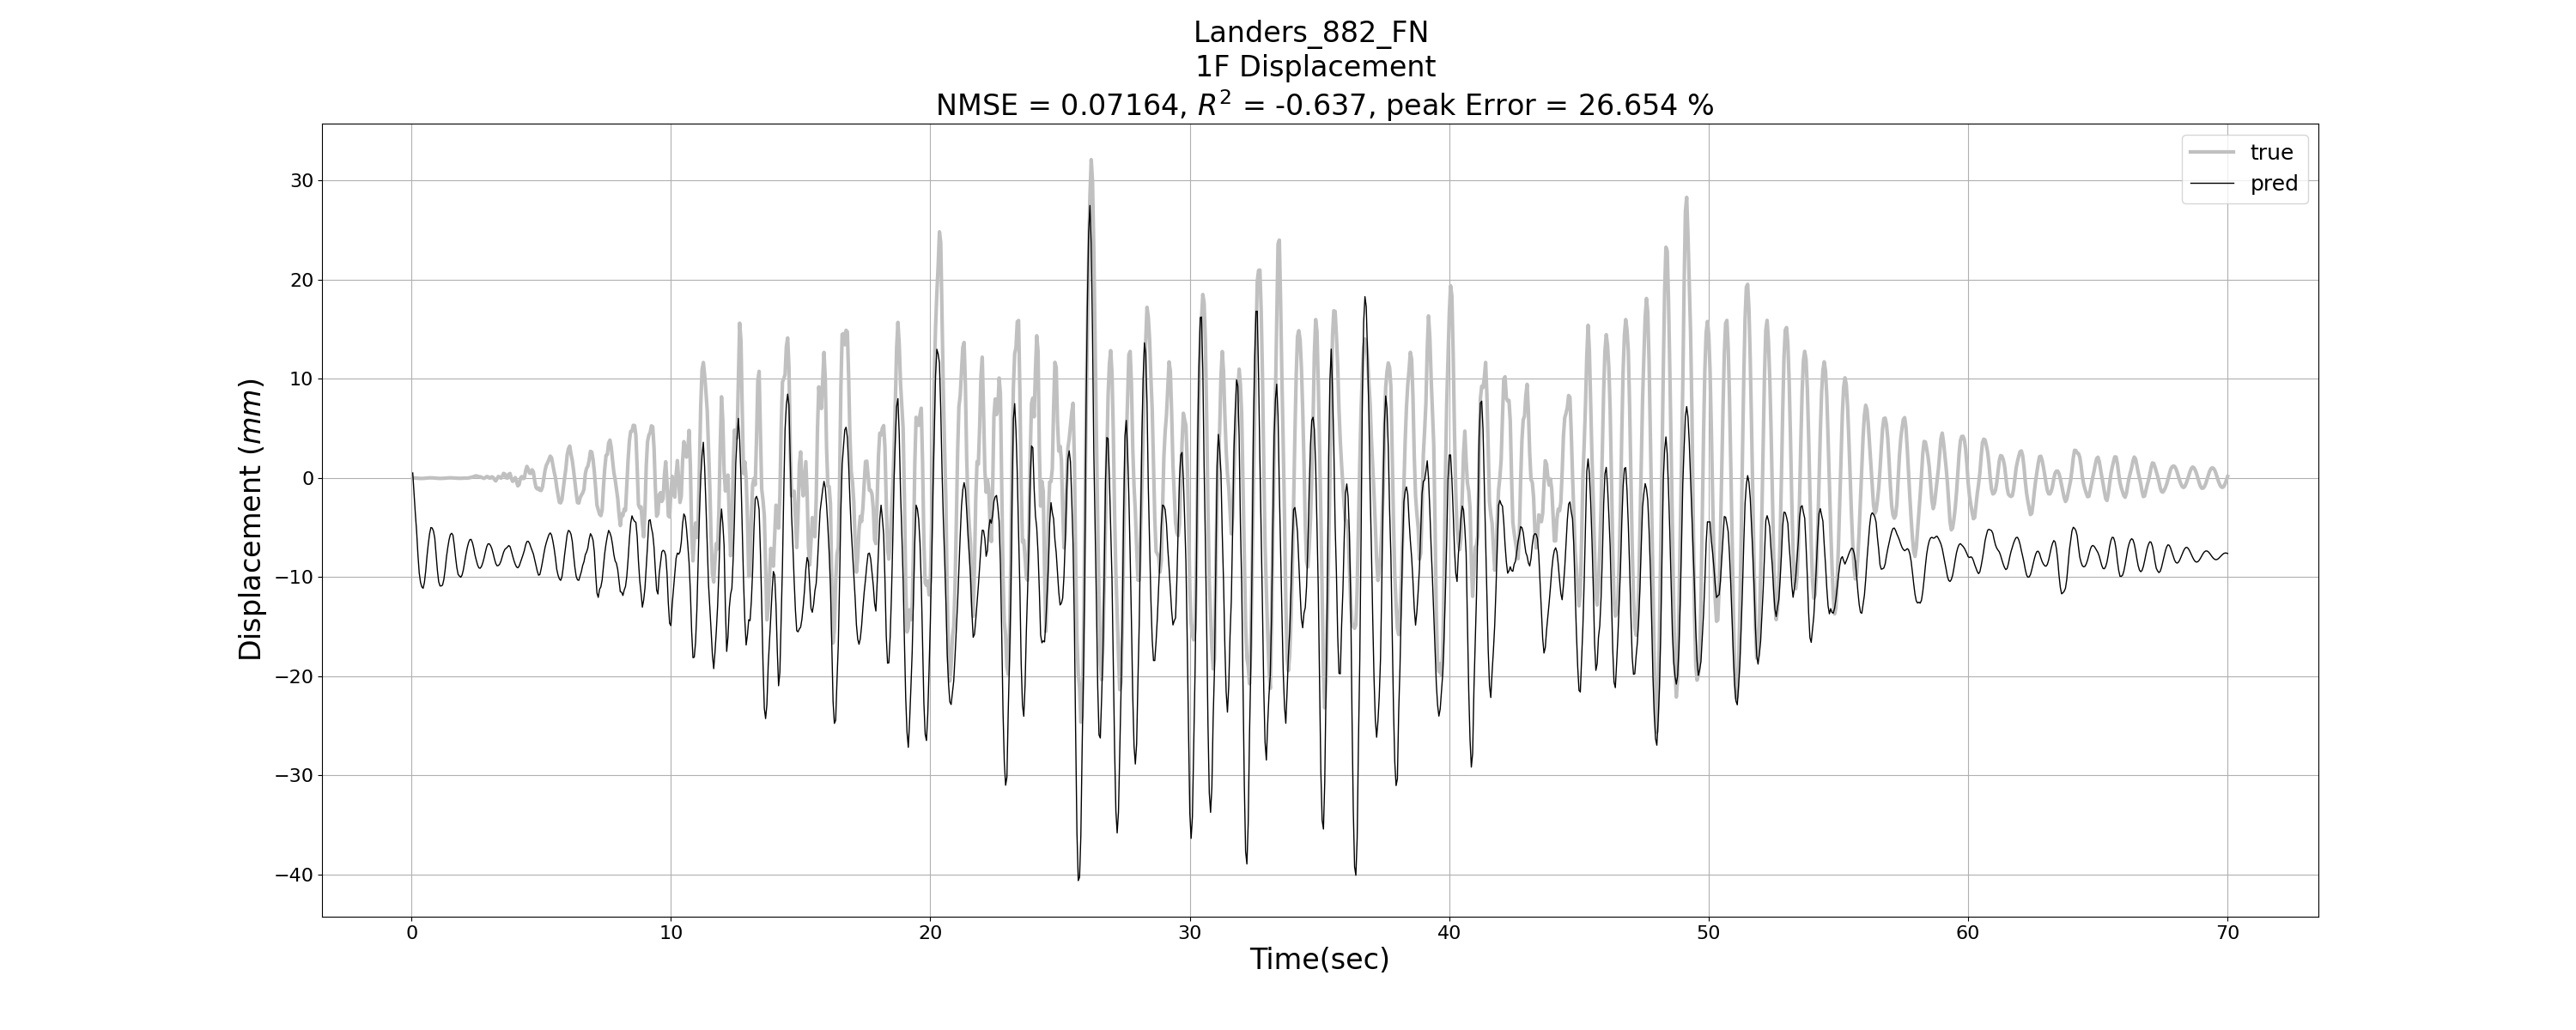 Landers_882_FN
1F Displacement
NMSE = 0.07164, R² = -0.637, peak Error = 26.654 %
true
pred
Displacement (mm)
30
20
10
0
−10
−20
−30
−40
0 10 20 30 40 50 60 70
Time(sec)